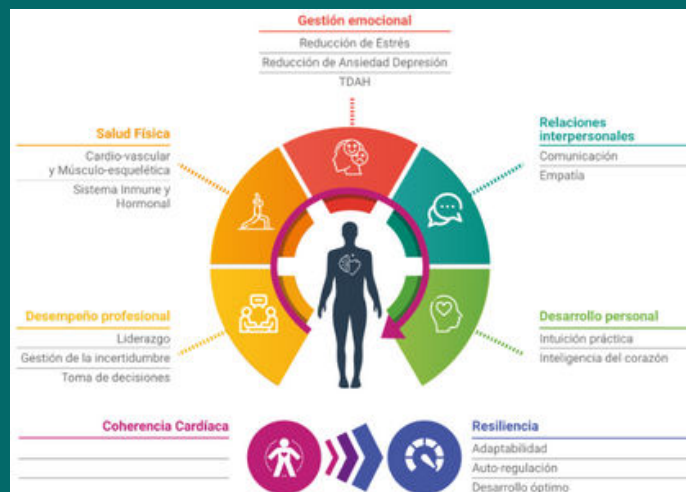 Gestión emocional
Reducción de Estrés
Reducción de Ansiedad Depresión
TDAH
Salud Física
Cardio-vascular
y Músculo-esquelética
Sistema Inmune y
Hormonal
Relaciones
interpersonales
Comunicación
Empatía
Desempeño profesional
Liderazgo
Gestión de la incertidumbre
Toma de decisiones
Desarrollo personal
Intuición práctica
Inteligencia del corazón
Coherencia Cardíaca
Resiliencia
Adaptabilidad
Auto-regulación
Desarrollo óptimo